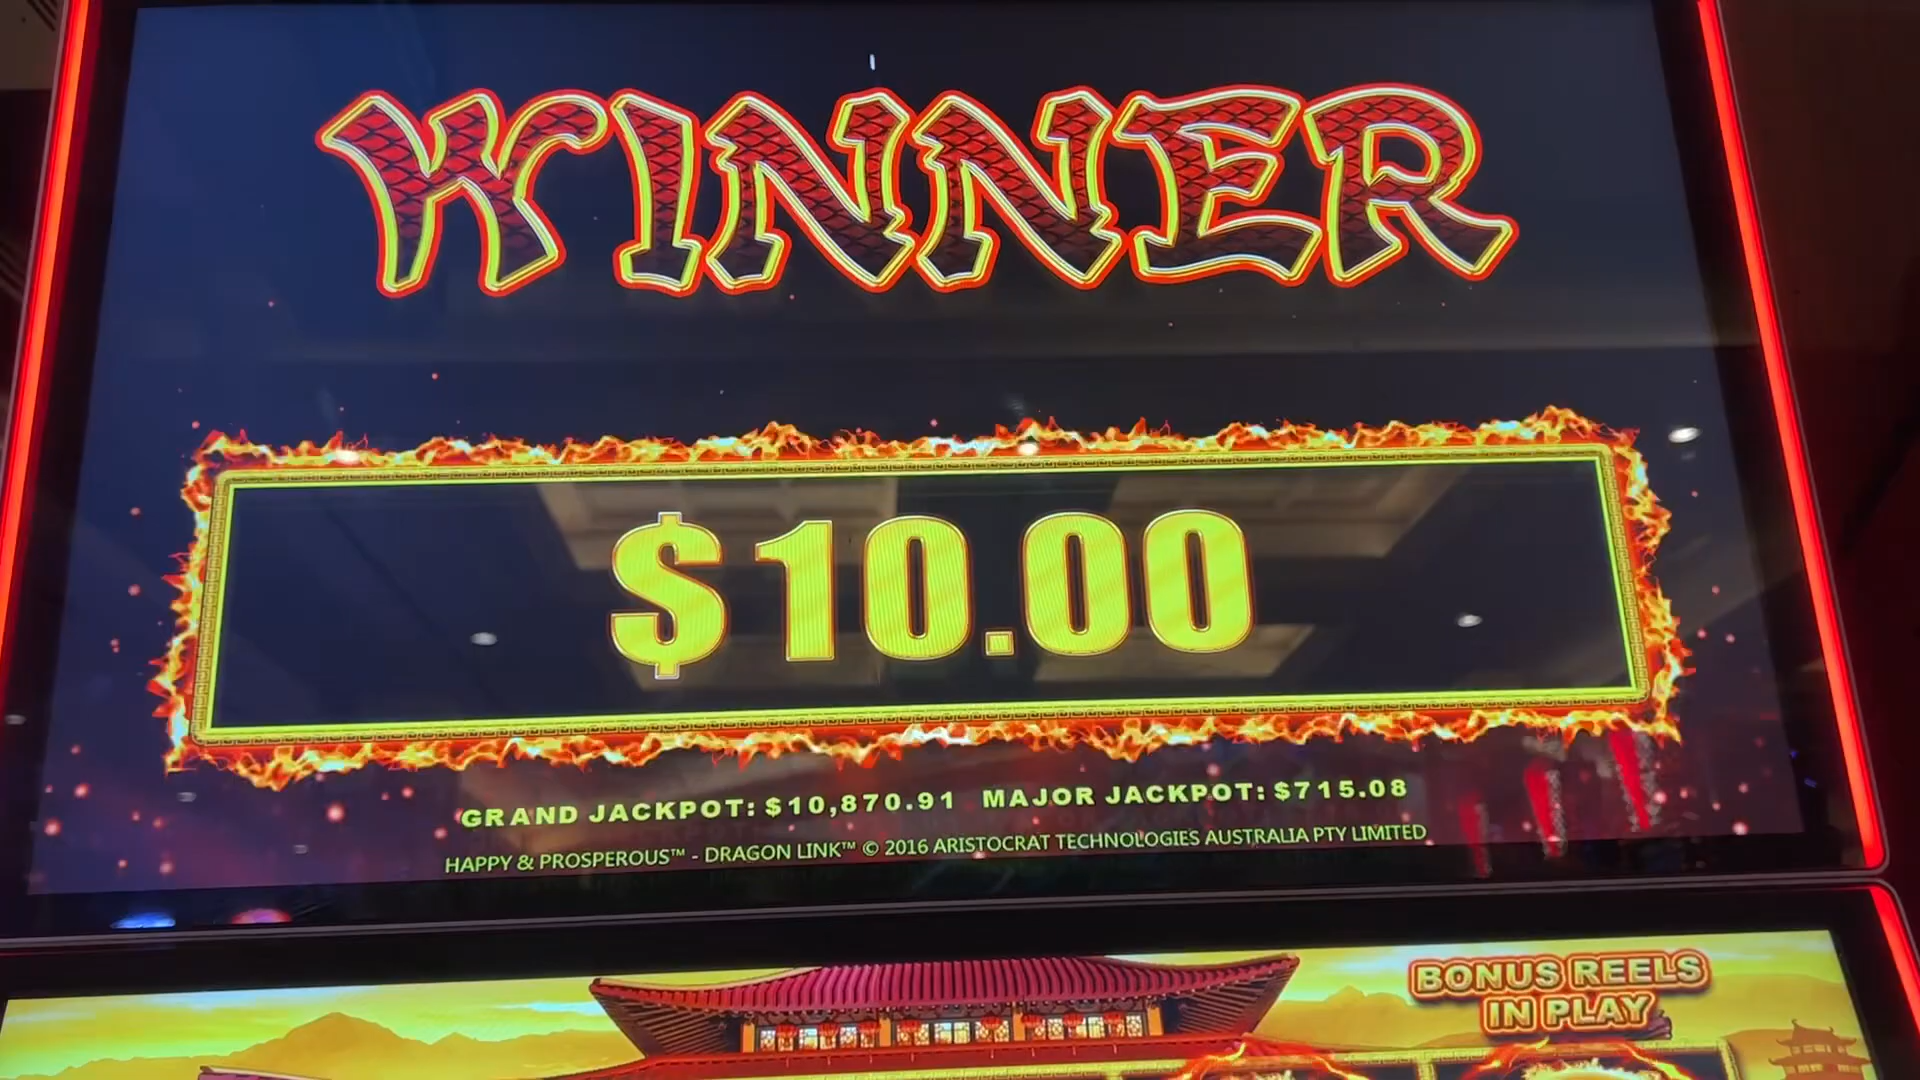 WINNER
$10.00
GRAND JACKPOT: $10,870.91 MAJOR JACKPOT: $715.08
HAPPY & PROSPEROUS™ - DRAGON LINK™ © 2016 ARISTOCRAT TECHNOLOGIES AUSTRALIA PTY LIMITED
BONUS REELS
IN PLAY